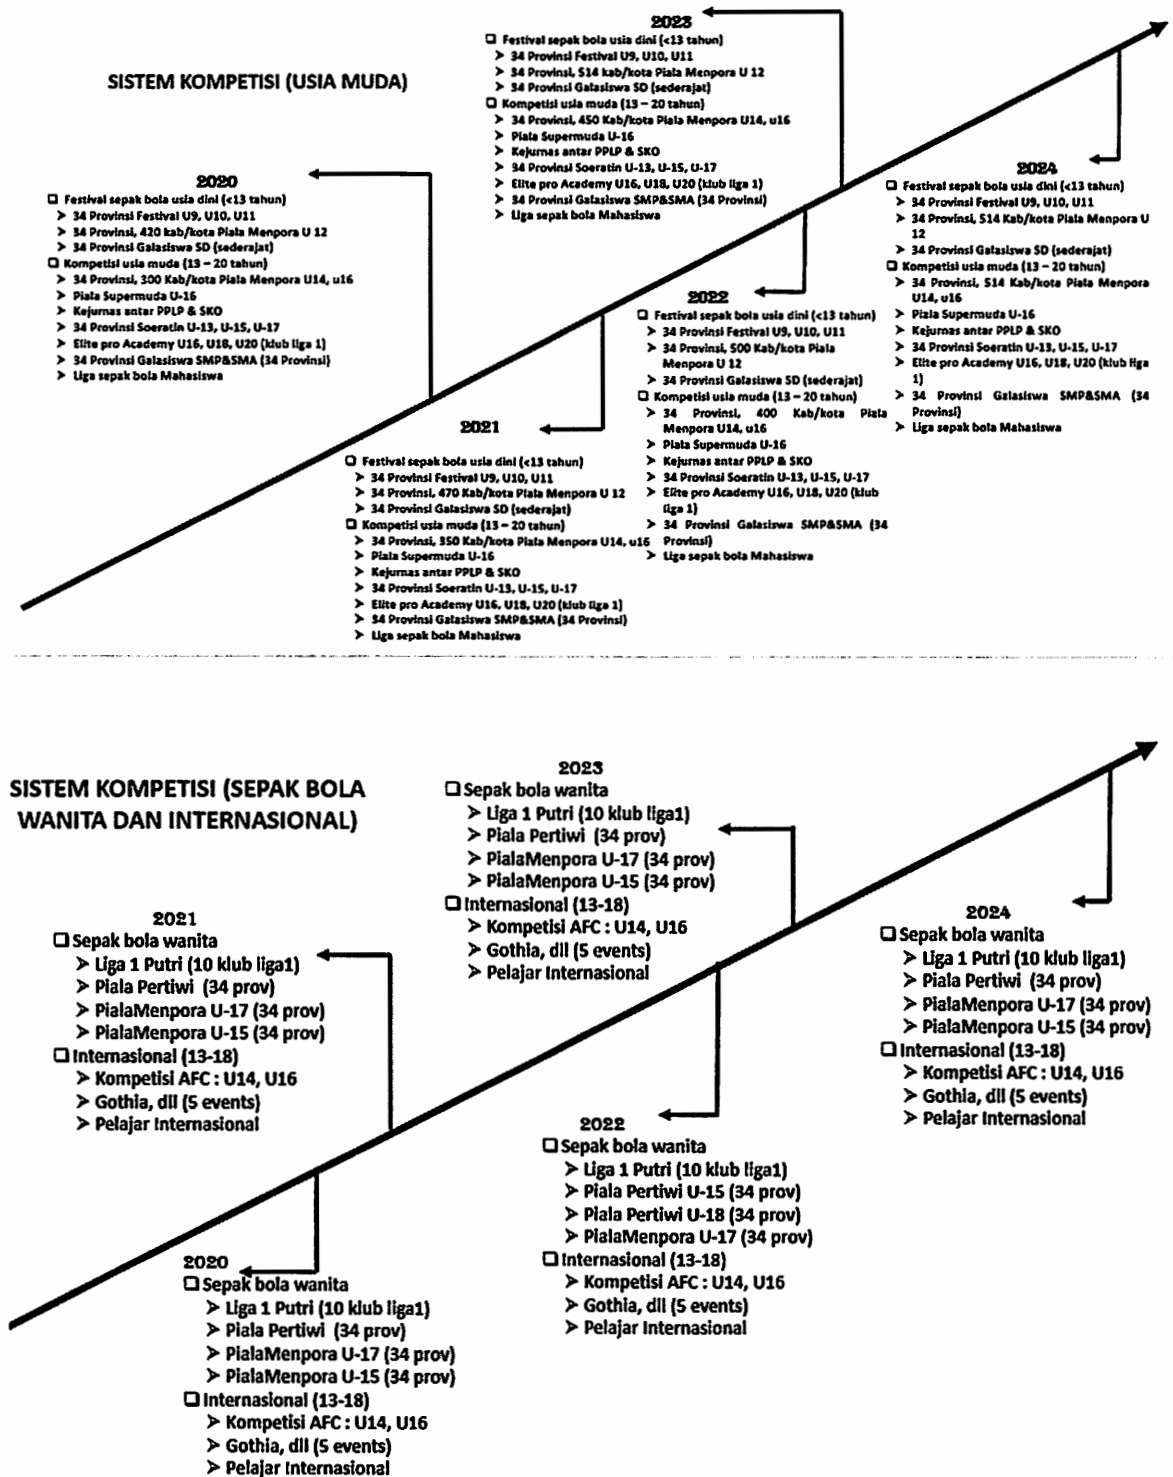 SISTEM KOMPETISI (USIA MUDA)
2020
Festival sepak bola usia dini (<13 tahun)
34 Provinsi Festival U9, U10, U11
34 Provinsi, 420 kab/kota Piala Menpora U 12
34 Provinsi Galasiswa SD (sederajat)
Kompetisi usia muda (13 – 20 tahun)
34 Provinsi, 300 Kab/kota Piala Menpora U14, u16
Piala Supermuda U-16
Kejurnas antar PPLP & SKO
34 Provinsi Soeratin U-13, U-15, U-17
Elite pro Academy U16, U18, U20 (klub liga 1)
34 Provinsi Galasiswa SMP&SMA (34 Provinsi)
Liga sepak bola Mahasiswa
2021
Festival sepak bola usia dini (<13 tahun)
34 Provinsi Festival U9, U10, U11
34 Provinsi, 470 Kab/kota Piala Menpora U 12
34 Provinsi Galasiswa SD (sederajat)
Kompetisi usia muda (13 – 20 tahun)
34 Provinsi, 350 Kab/kota Piala Menpora U14, u16
Piala Supermuda U-16
Kejurnas antar PPLP & SKO
34 Provinsi Soeratin U-13, U-15, U-17
Elite pro Academy U16, U18, U20 (klub liga 1)
34 Provinsi Galasiswa SMP&SMA (34 Provinsi)
Liga sepak bola Mahasiswa
2022
Festival sepak bola usia dini (<13 tahun)
34 Provinsi Festival U9, U10, U11
34 Provinsi, 500 Kab/kota Piala
Menpora U 12
34 Provinsi Galasiswa SD (sederajat)
Kompetisi usia muda (13 – 20 tahun)
34 Provinsi, 400 Kab/kota Piala
Menpora U14, u16
Piala Supermuda U-16
Kejurnas antar PPLP & SKO
34 Provinsi Soeratin U-13, U-15, U-17
Elite pro Academy U16, U18, U20 (klub
liga 1)
34 Provinsi Galasiswa SMP&SMA (34
Provinsi)
Liga sepak bola Mahasiswa
2023
Festival sepak bola usia dini (<13 tahun)
34 Provinsi Festival U9, U10, U11
34 Provinsi, 514 kab/kota Piala Menpora U 12
34 Provinsi Galasiswa SD (sederajat)
Kompetisi usia muda (13 – 20 tahun)
34 Provinsi, 450 Kab/kota Piala Menpora U14, u16
Piala Supermuda U-16
Kejurnas antar PPLP & SKO
34 Provinsi Soeratin U-13, U-15, U-17
Elite pro Academy U16, U18, U20 (klub liga 1)
34 Provinsi Galasiswa SMP&SMA (34 Provinsi)
Liga sepak bola Mahasiswa
2024
Festival sepak bola usia dini (<13 tahun)
34 Provinsi Festival U9, U10, U11
34 Provinsi, 514 Kab/kota Piala Menpora U
12
34 Provinsi Galasiswa SD (sederajat)
Kompetisi usia muda (13 – 20 tahun)
34 Provinsi, 514 Kab/kota Piala Menpora
U14, u16
Piala Supermuda U-16
Kejurnas antar PPLP & SKO
34 Provinsi Soeratin U-13, U-15, U-17
Elite pro Academy U16, U18, U20 (klub liga
1)
34 Provinsi Galasiswa SMP&SMA (34
Provinsi)
Liga sepak bola Mahasiswa
SISTEM KOMPETISI (SEPAK BOLA
WANITA DAN INTERNASIONAL)
2020
Sepak bola wanita
Liga 1 Putri (10 klub liga1)
Piala Pertiwi (34 prov)
PialaMenpora U-17 (34 prov)
PialaMenpora U-15 (34 prov)
Internasional (13-18)
Kompetisi AFC : U14, U16
Gothia, dll (5 events)
Pelajar Internasional
2021
Sepak bola wanita
Liga 1 Putri (10 klub liga1)
Piala Pertiwi (34 prov)
PialaMenpora U-17 (34 prov)
PialaMenpora U-15 (34 prov)
Internasional (13-18)
Kompetisi AFC : U14, U16
Gothia, dll (5 events)
Pelajar Internasional
2022
Sepak bola wanita
Liga 1 Putri (10 klub liga1)
Piala Pertiwi U-15 (34 prov)
Piala Pertiwi U-18 (34 prov)
PialaMenpora U-17 (34 prov)
Internasional (13-18)
Kompetisi AFC : U14, U16
Gothia, dll (5 events)
Pelajar Internasional
2023
Sepak bola wanita
Liga 1 Putri (10 klub liga1)
Piala Pertiwi (34 prov)
PialaMenpora U-17 (34 prov)
PialaMenpora U-15 (34 prov)
Internasional (13-18)
Kompetisi AFC : U14, U16
Gothia, dll (5 events)
Pelajar Internasional
2024
Sepak bola wanita
Liga 1 Putri (10 klub liga1)
Piala Pertiwi (34 prov)
PialaMenpora U-17 (34 prov)
PialaMenpora U-15 (34 prov)
Internasional (13-18)
Kompetisi AFC : U14, U16
Gothia, dll (5 events)
Pelajar Internasional